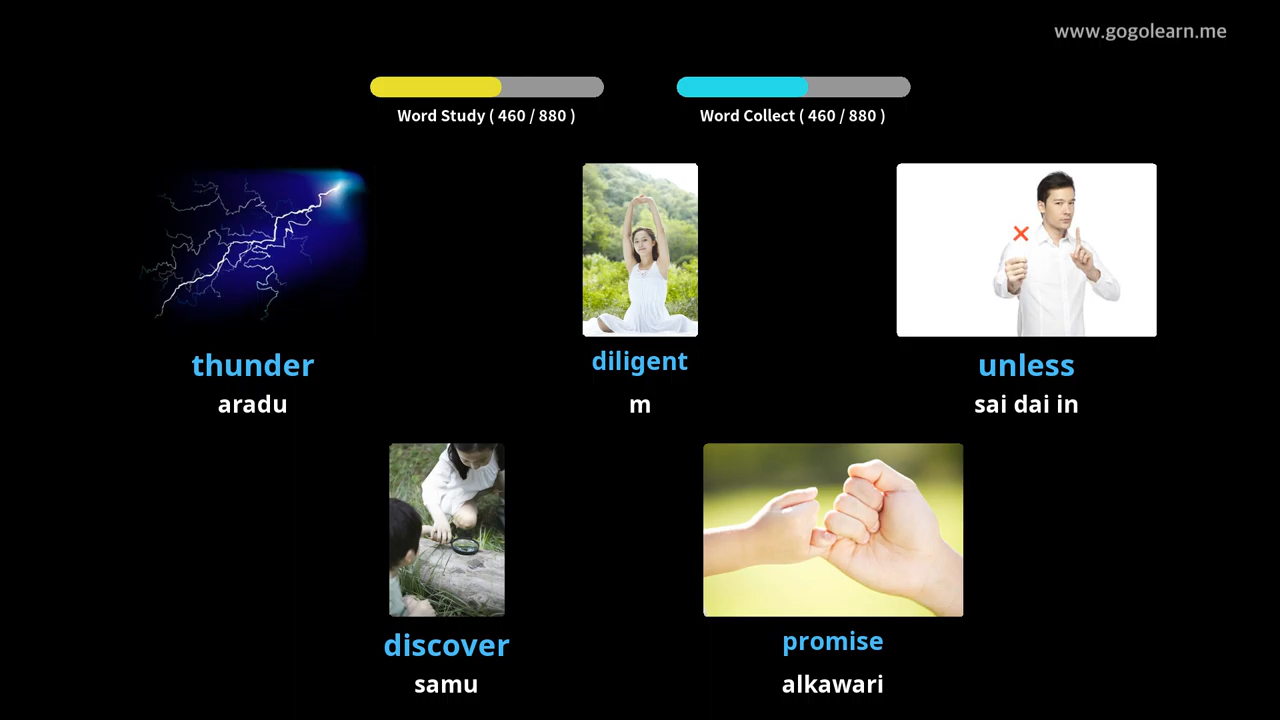 www.gogolearn.me
Word Study ( 460 / 880 )
Word Collect ( 460 / 880 )
thunder
aradu
diligent
m
unless
sai dai in
discover
samu
promise
alkawari